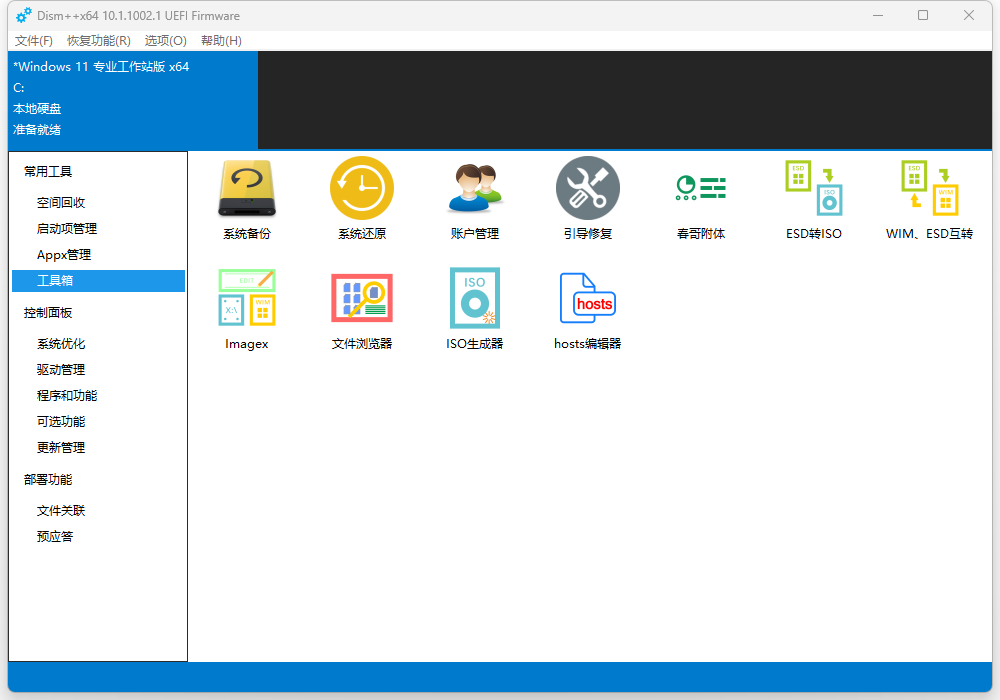 Dism++x64 10.1.1002.1 UEFI Firmware
文件(F) 恢复功能(R) 选项(O) 帮助(H)
*Windows 11 专业工作站版 x64
C:
本地硬盘
准备就绪
常用工具
空间回收
启动项管理
Appx管理
工具箱
控制面板
系统优化
驱动管理
程序和功能
可选功能
更新管理
部署功能
文件关联
预应答
ESD ISO ESD WIM
系统备份 系统还原 账户管理 引导修复 春哥附体 ESD转ISO WIM、ESD互转
EDIT X:\ WIM ISO hosts
Imagex 文件浏览器 ISO生成器 hosts编辑器